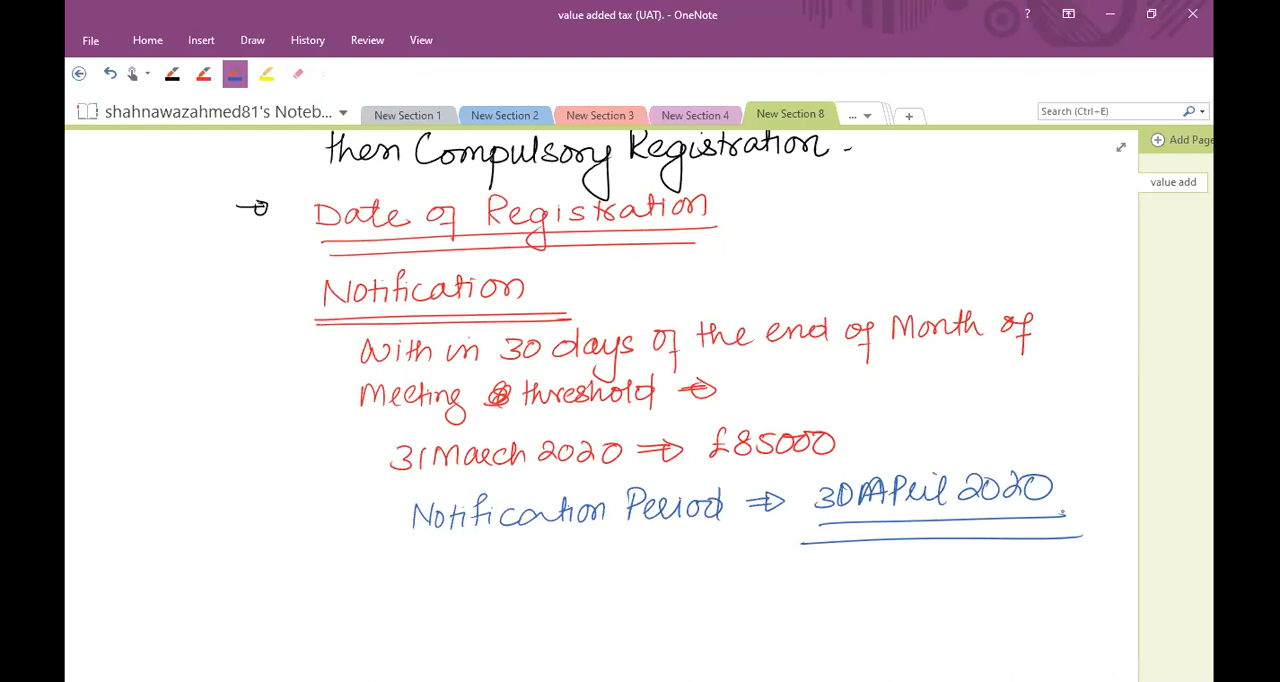 value added tax (UAT). - OneNote
?
File Home Insert Draw History Review View
shahnawazahmed81's Noteb... New Section 1 New Section 2 New Section 3 New Section 4 New Section 8 ... + Search (Ctrl+E)
then Compulsory Registration.
Add Page
value add
Date of Registration
Notification
With in 30 days of the end of Month of
Meeting threshold
31 March 2020 ⇒ £85000
Notification Period ⇒ 30 April 2020